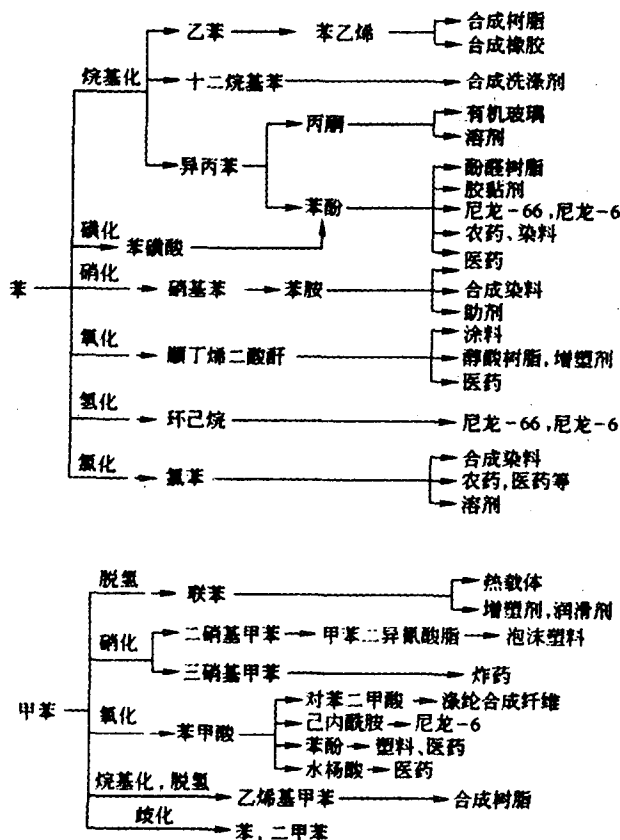 合成树脂
乙苯 苯乙烯
合成橡胶
烷基化 十二烷基苯 合成洗涤剂
有机玻璃
丙酮
溶剂
异丙苯
酚醛树脂
胶黏剂
苯酚 尼龙-66,尼龙-6
磺化 农药、染料
苯磺酸
医药
硝化
苯 硝基苯 苯胺 合成染料
助剂
氧化 涂料
顺丁烯二酸酐 醇酸树脂,增塑剂
医药
氢化
环己烷 尼龙-66,尼龙-6
氯化 合成染料
氯苯 农药,医药等
溶剂
脱氢 热载体
联苯
增塑剂,润滑剂
硝化 二硝基甲苯 甲苯二异氰酸脂 泡沫塑料
三硝基甲苯 炸药
对苯二甲酸 涤纶合成纤维
甲苯 氧化 苯甲酸 己内酰胺 尼龙-6
苯酚 塑料、医药
水杨酸 医药
烷基化,脱氢
乙烯基甲苯 合成树脂
歧化
苯,二甲苯